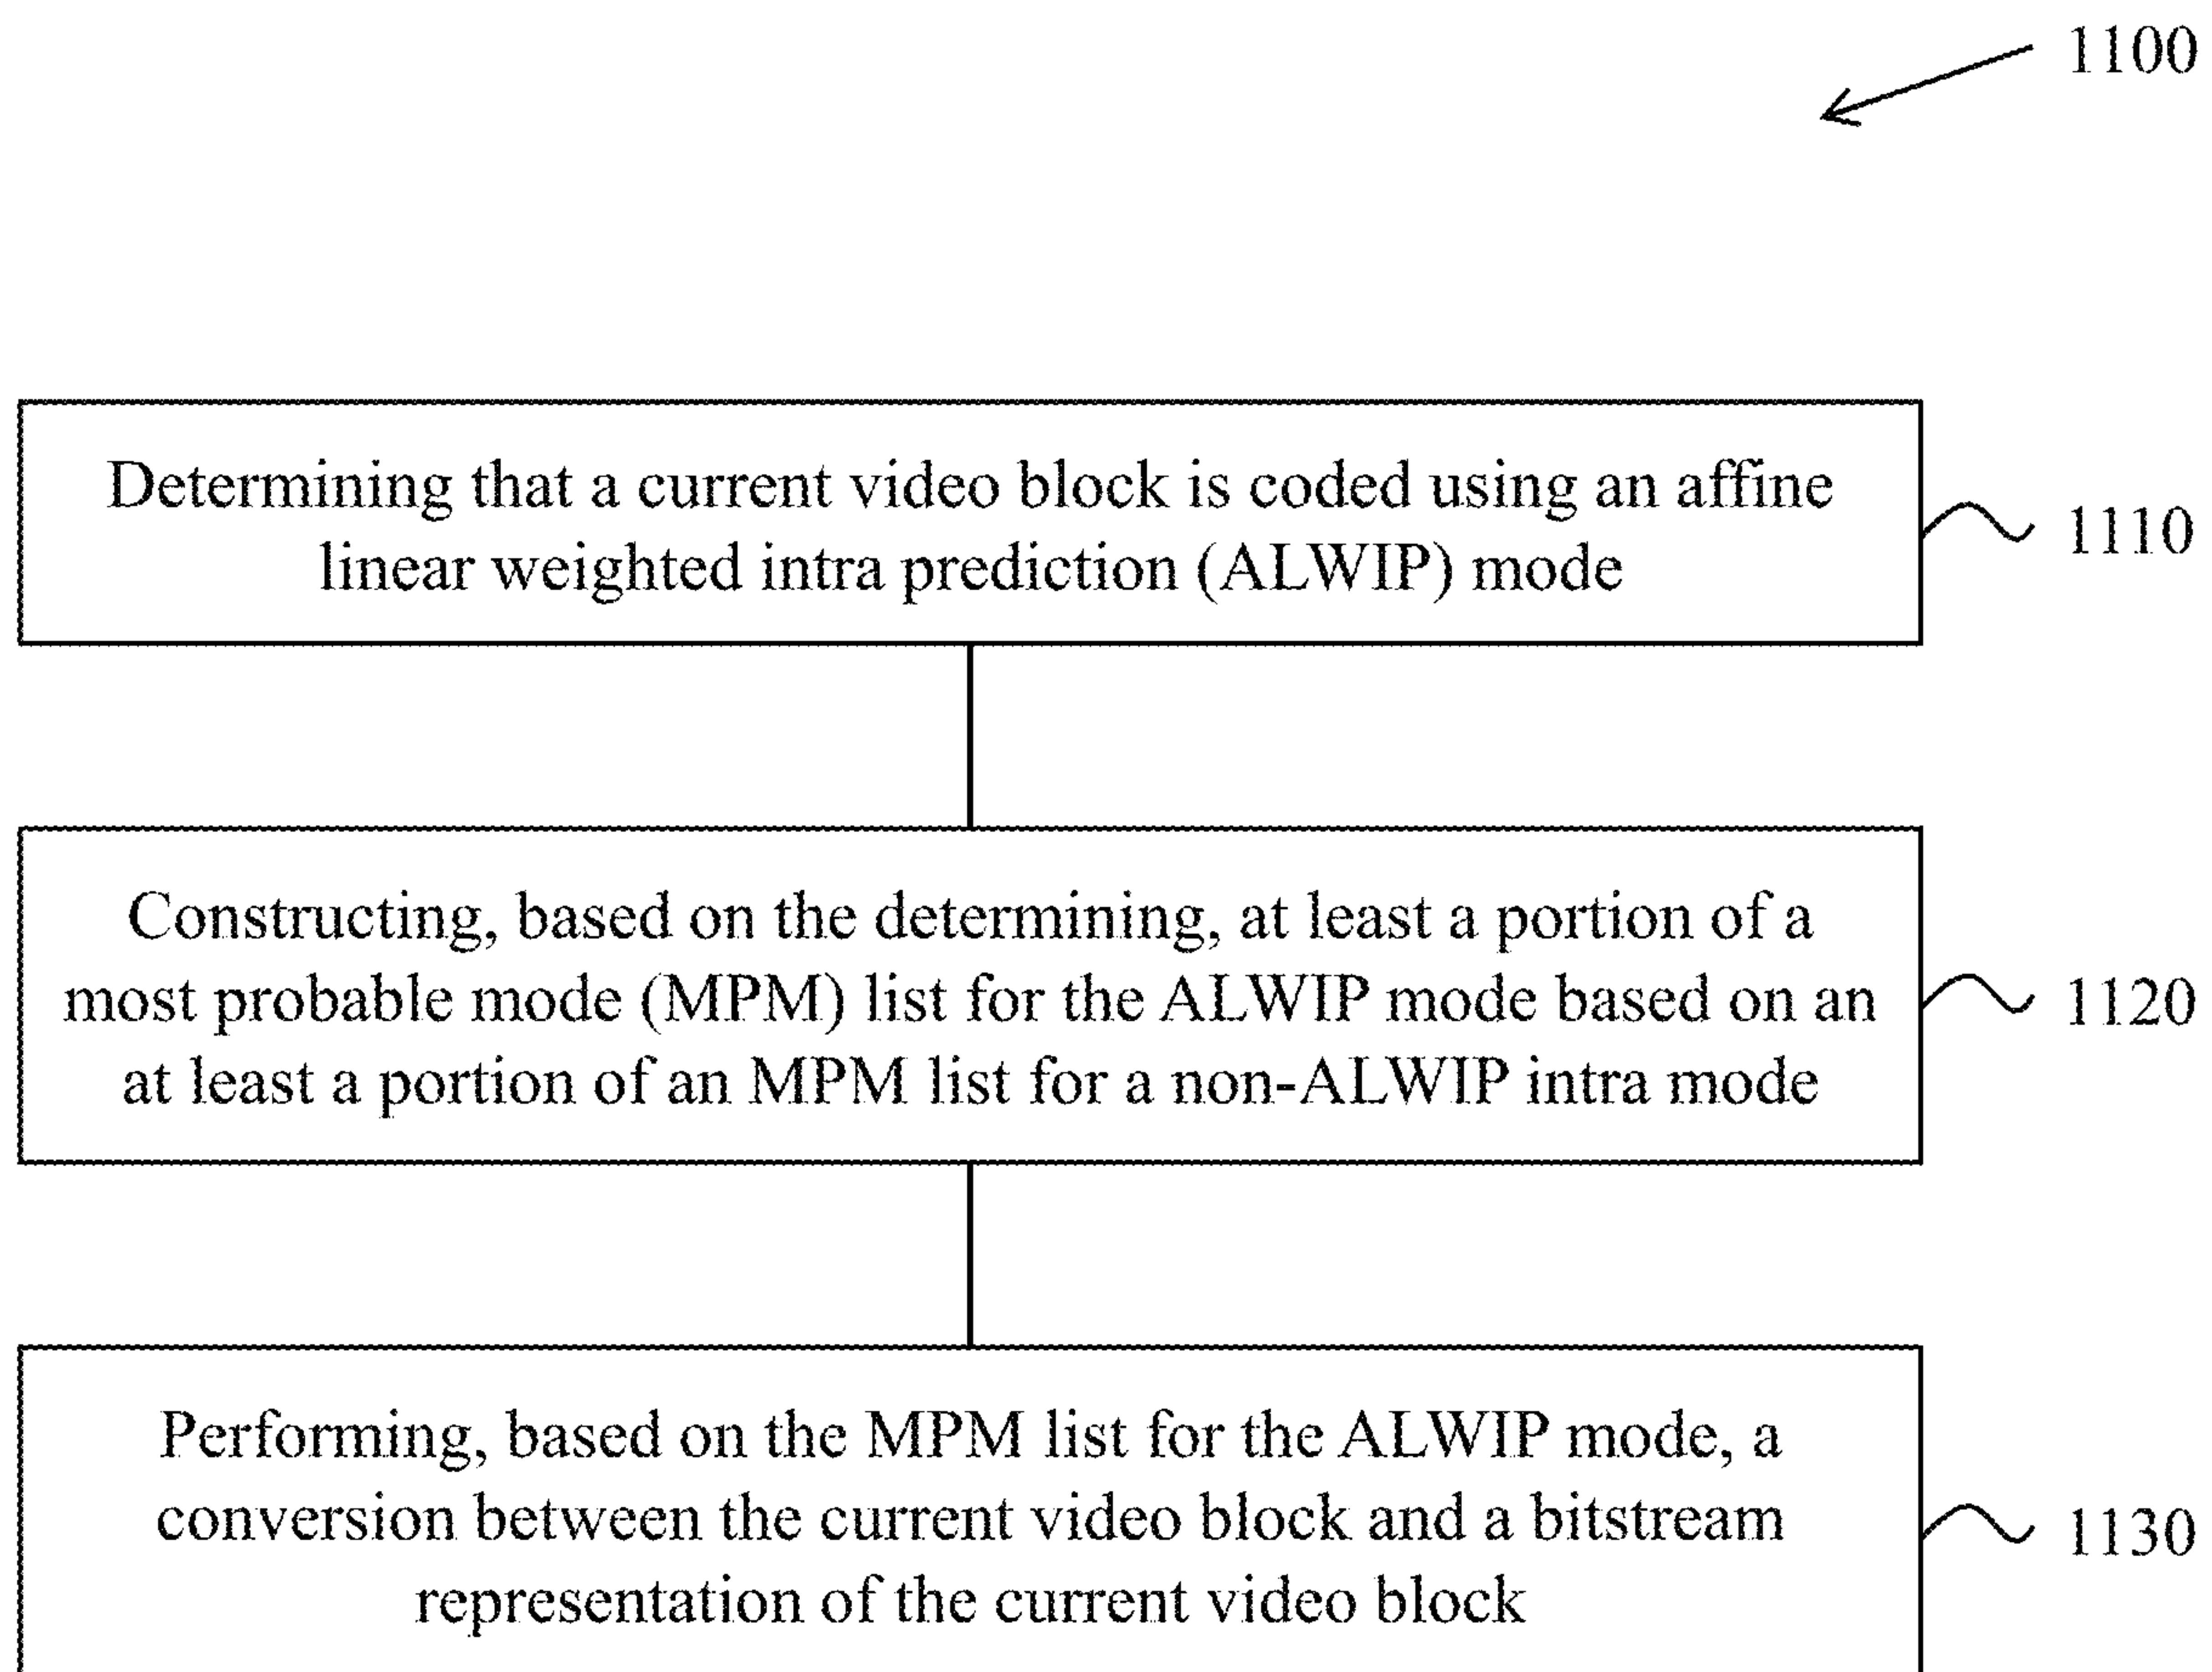 1100
Determining that a current video block is coded using an affine
linear weighted intra prediction (ALWIP) mode
1110
Constructing, based on the determining, at least a portion of a
most probable mode (MPM) list for the ALWIP mode based on an
at least a portion of an MPM list for a non-ALWIP intra mode
1120
Performing, based on the MPM list for the ALWIP mode, a
conversion between the current video block and a bitstream
representation of the current video block
1130